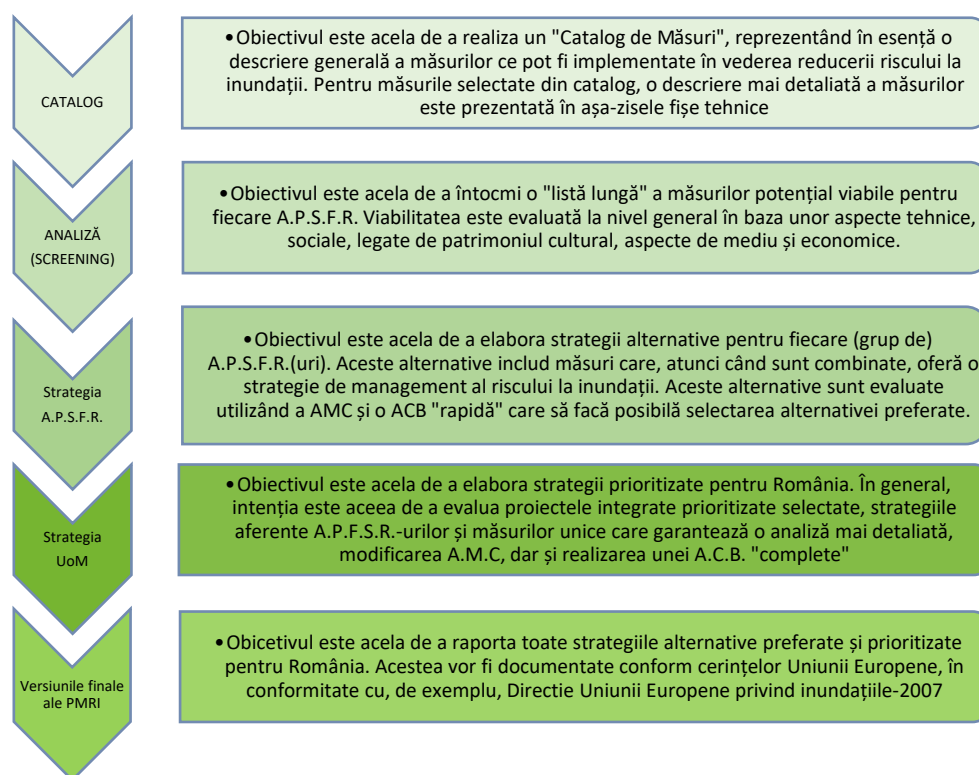 CATALOG
•Obiectivul este acela de a realiza un "Catalog de Măsuri", reprezentând în esență o
descriere generală a măsurilor ce pot fi implementate în vederea reducerii riscului la
inundații. Pentru măsurile selectate din catalog, o descriere mai detaliată a măsurilor
este prezentată în așa-zisele fișe tehnice
ANALIZĂ
(SCREENING)
•Obiectivul este acela de a întocmi o "listă lungă" a măsurilor potențial viabile pentru
fiecare A.P.S.F.R. Viabilitatea este evaluată la nivel general în baza unor aspecte tehnice,
sociale, legate de patrimoniul cultural, aspecte de mediu și economice.
Strategia
A.P.S.F.R.
•Obiectivul este acela de a elabora strategii alternative pentru fiecare (grup de)
A.P.S.F.R.(uri). Aceste alternative includ măsuri care, atunci când sunt combinate, oferă o
strategie de management al riscului la inundații. Aceste alternative sunt evaluate
utilizând a AMC și o ACB "rapidă" care să facă posibilă selectarea alternativei preferate.
Strategia
UoM
•Obiectivul este acela de a elabora strategii prioritizate pentru România. În general,
intenția este aceea de a evalua proiectele integrate prioritizate selectate, strategiile
aferente A.P.F.S.R.-urilor și măsurilor unice care garantează o analiză mai detaliată,
modificarea A.M.C, dar și realizarea unei A.C.B. "complete"
Versiunile finale
ale PMRI
•Obicetivul este acela de a raporta toate strategiile alternative preferate și prioritizate
pentru România. Acestea vor fi documentate conform cerințelor Uniunii Europene, în
conformitate cu, de exemplu, Directie Uniunii Europene privind inundațiile-2007